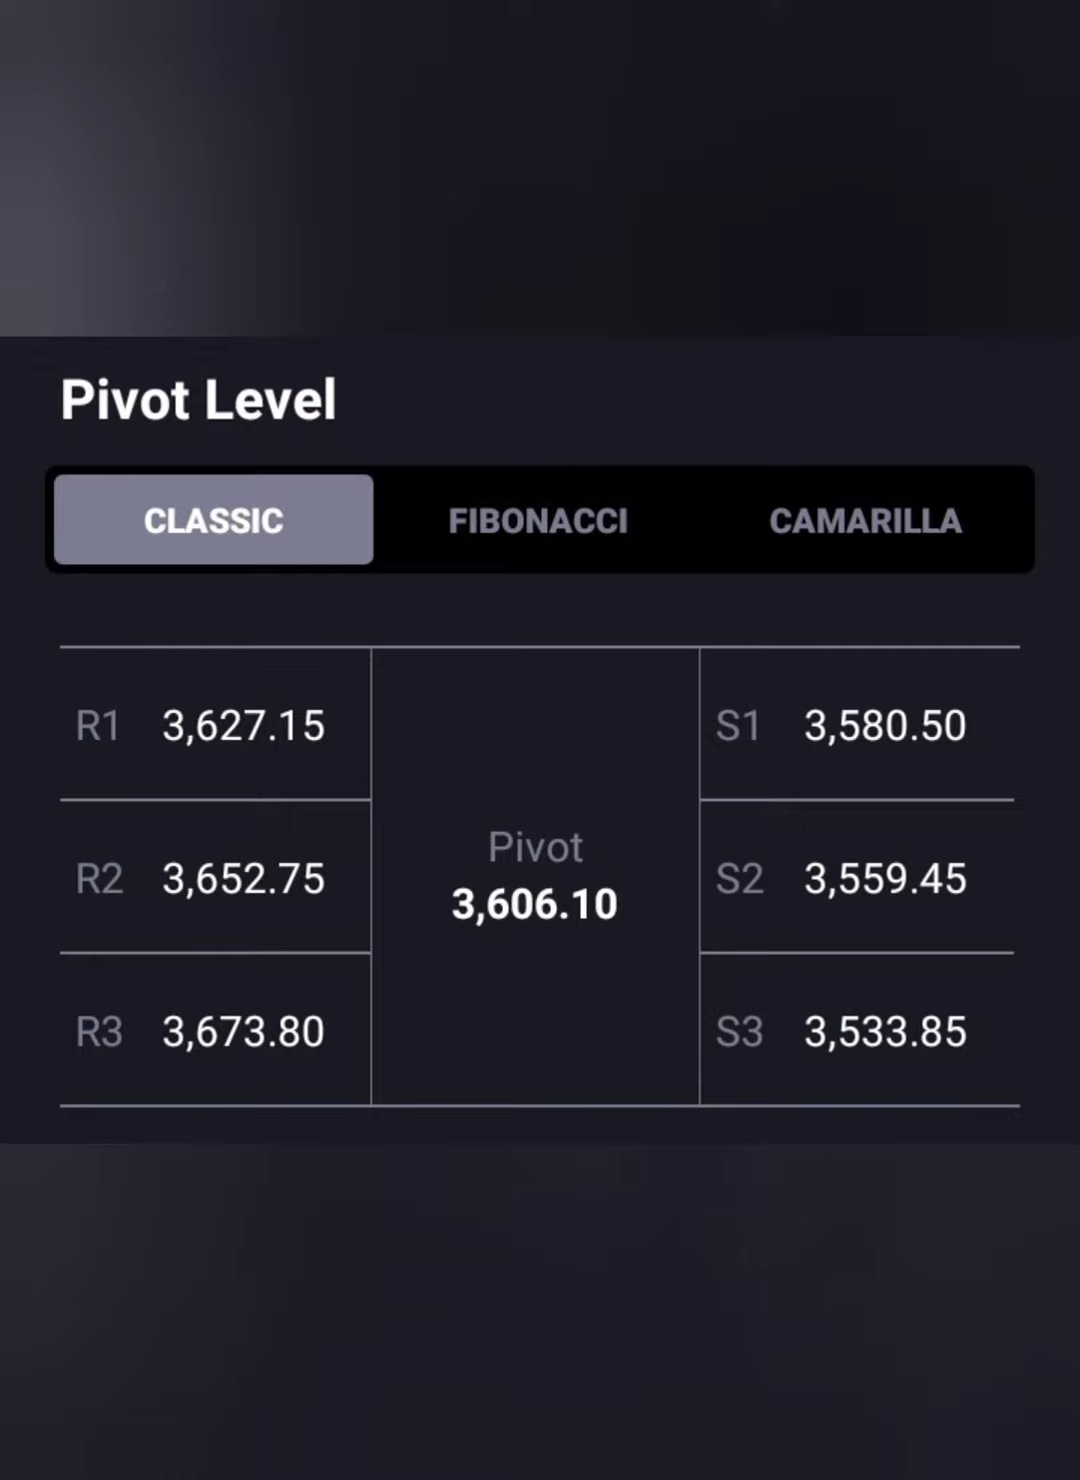 Pivot Level
CLASSIC FIBONACCI CAMARILLA
R1 3,627.15
S1 3,580.50
Pivot
3,606.10
R2 3,652.75
S2 3,559.45
R3 3,673.80
S3 3,533.85